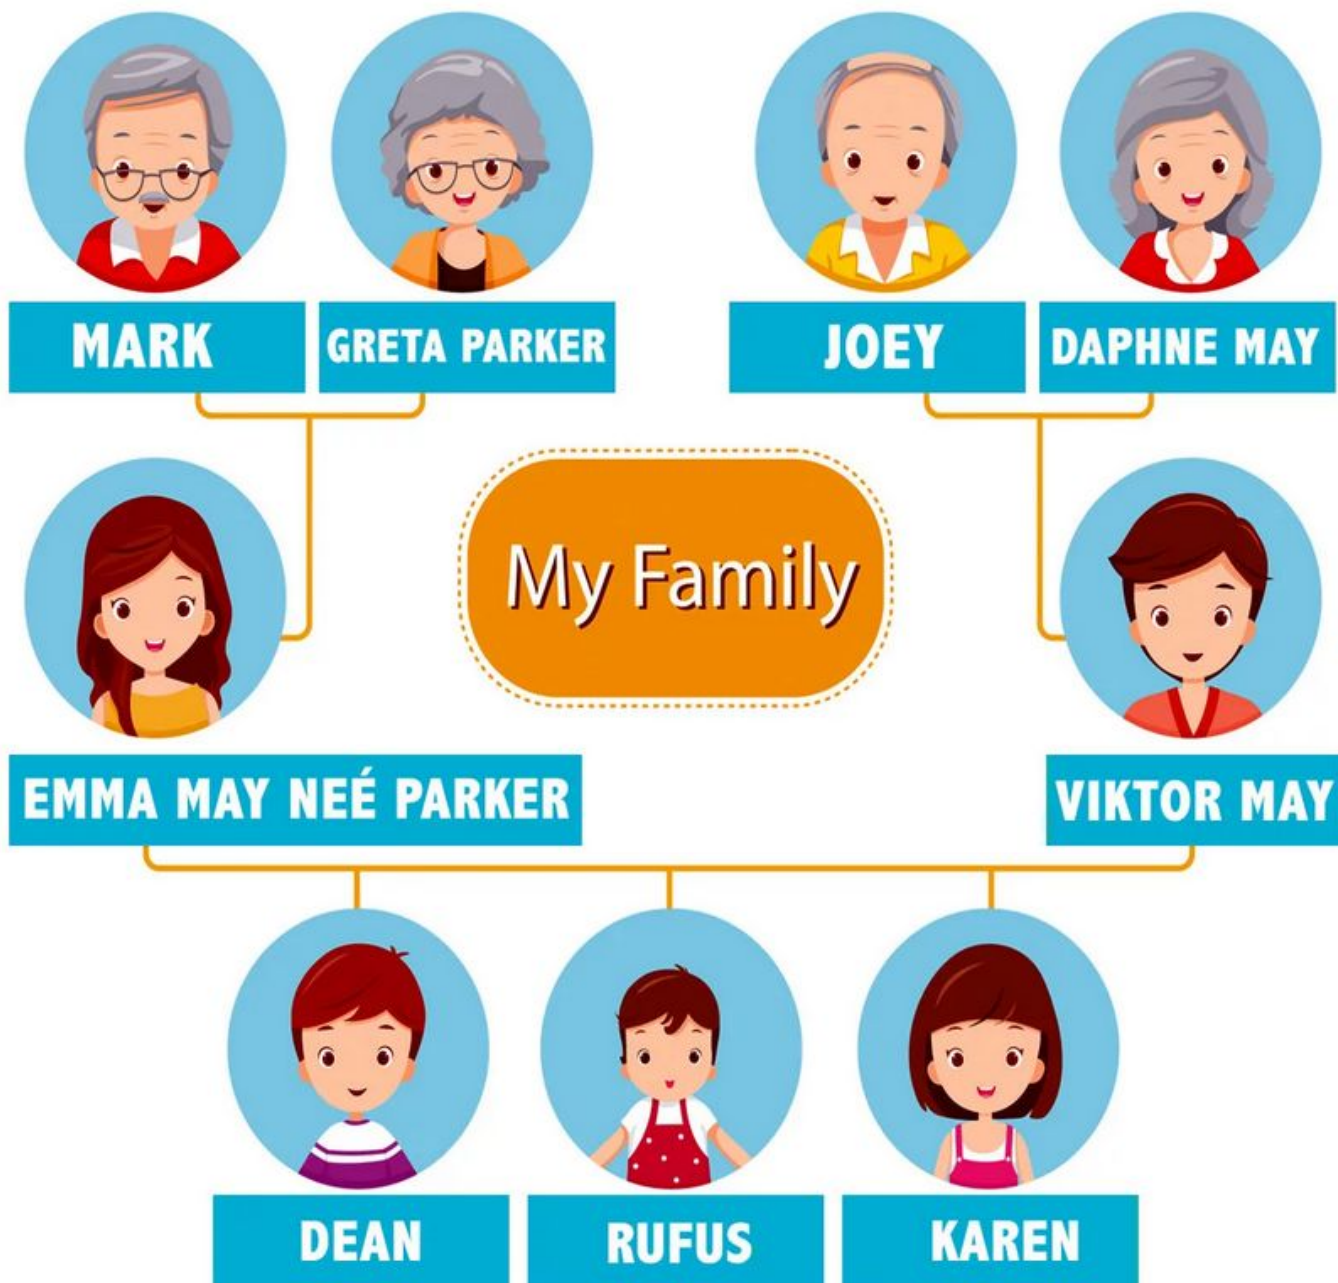 MARK
GRETA PARKER
JOEY
DAPHNE MAY
My Family
EMMA MAY NEÉ PARKER
VIKTOR MAY
DEAN
RUFUS
KAREN